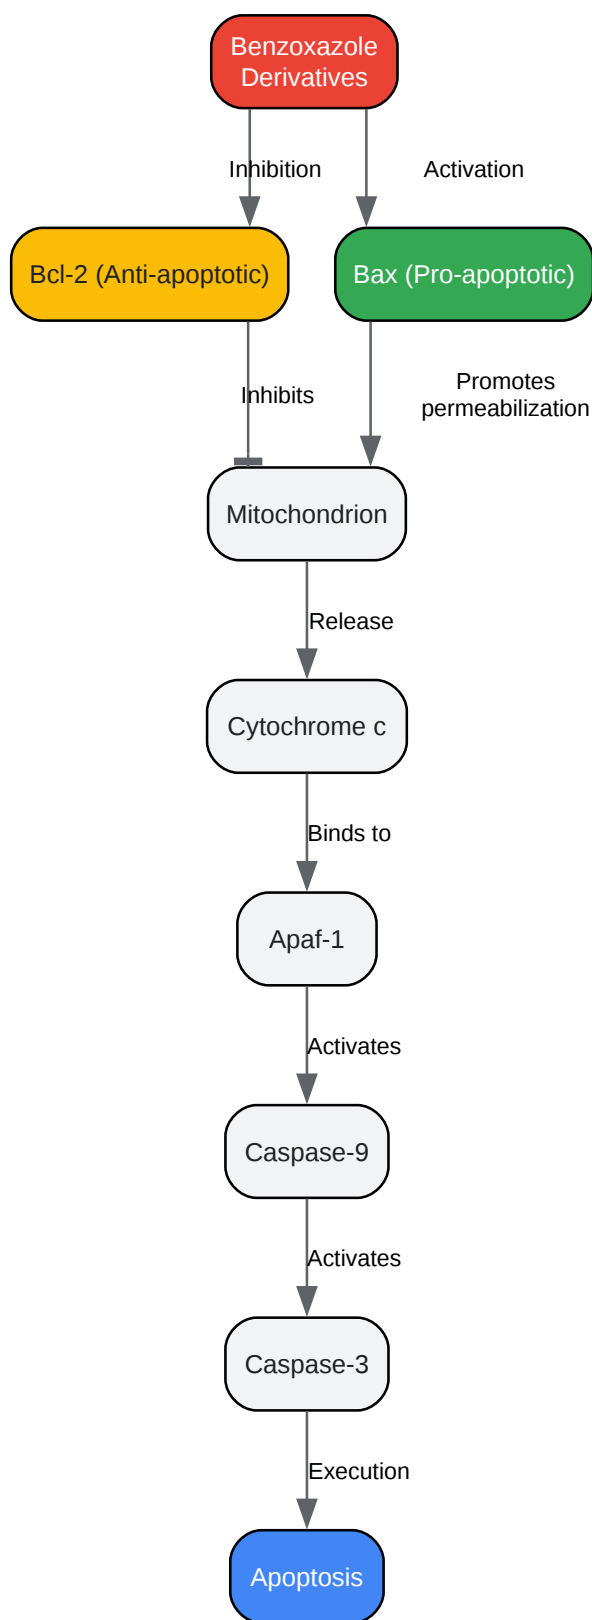 Benzoxazole
Derivatives
Inhibition
Activation
Bcl-2 (Anti-apoptotic)
Bax (Pro-apoptotic)
Inhibits
Promotes
permeabilization
Mitochondrion
Release
Cytochrome c
Binds to
Apaf-1
Activates
Caspase-9
Activates
Caspase-3
Execution
Apoptosis